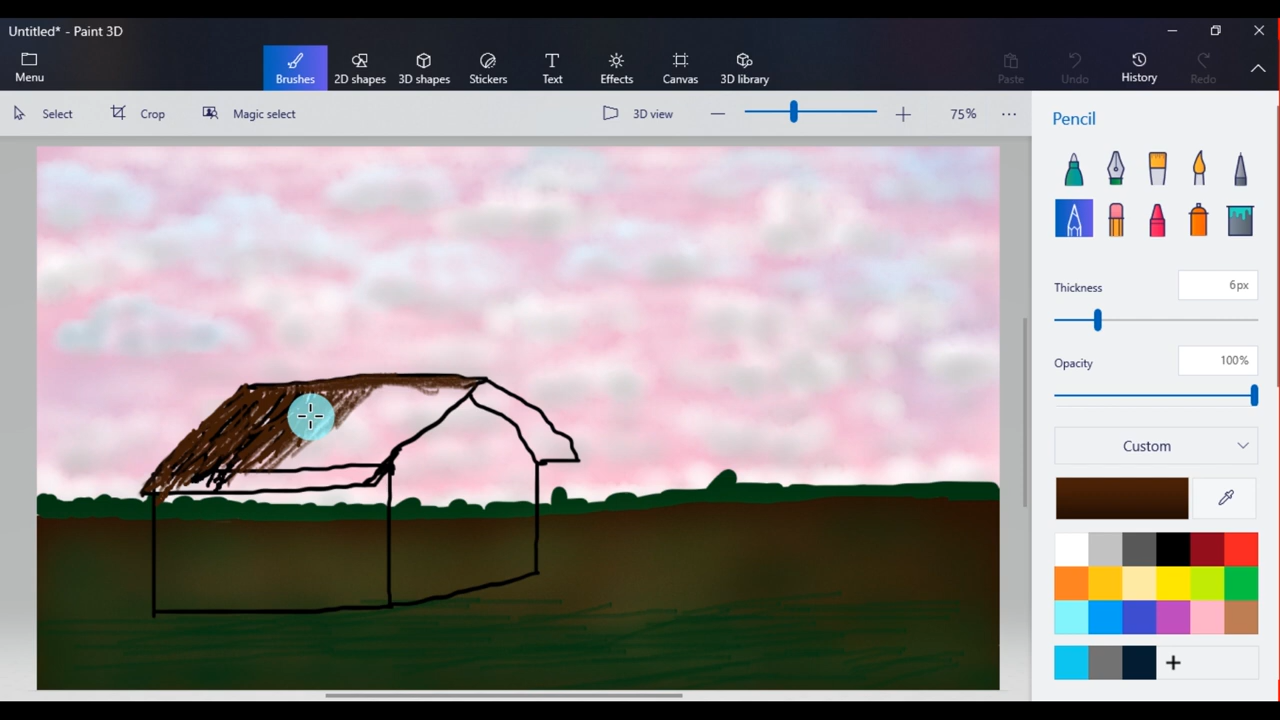 Untitled* - Paint 3D
Menu
Brushes
2D shapes
3D shapes
Stickers
Text
Effects
Canvas
3D library
Paste
Undo
History
Redo
Select
Crop
Magic select
3D view
75%
Pencil
Thickness
6px
Opacity
100%
Custom